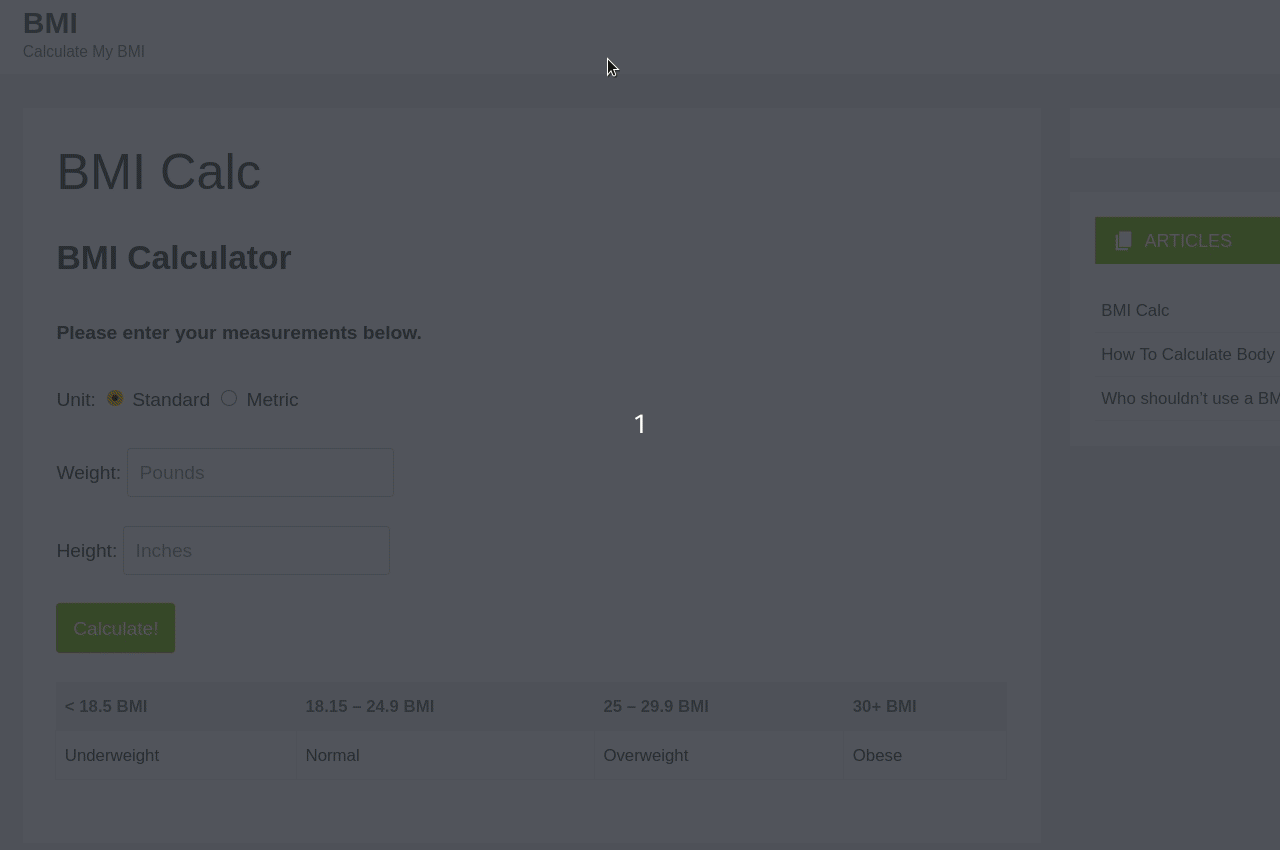 BMI
Calculate My BMI
BMI Calc
BMI Calculator
Please enter your measurements below.
Unit: Standard Metric
Weight: Pounds
Height: Inches
Calculate!
< 18.5 BMI 18.15 – 24.9 BMI 25 – 29.9 BMI 30+ BMI
Underweight Normal Overweight Obese
1
ARTICLES
BMI Calc
How To Calculate Body
Who shouldn't use a BM